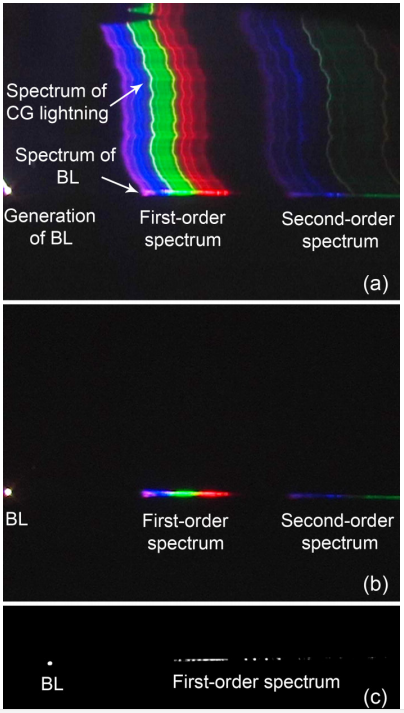 Spectrum of
CG lightning
Spectrum of
BL
Generation
of BL
First-order
spectrum
Second-order
spectrum
(a)
BL
First-order
spectrum
Second-order
spectrum
(b)
BL
First-order spectrum
(c)